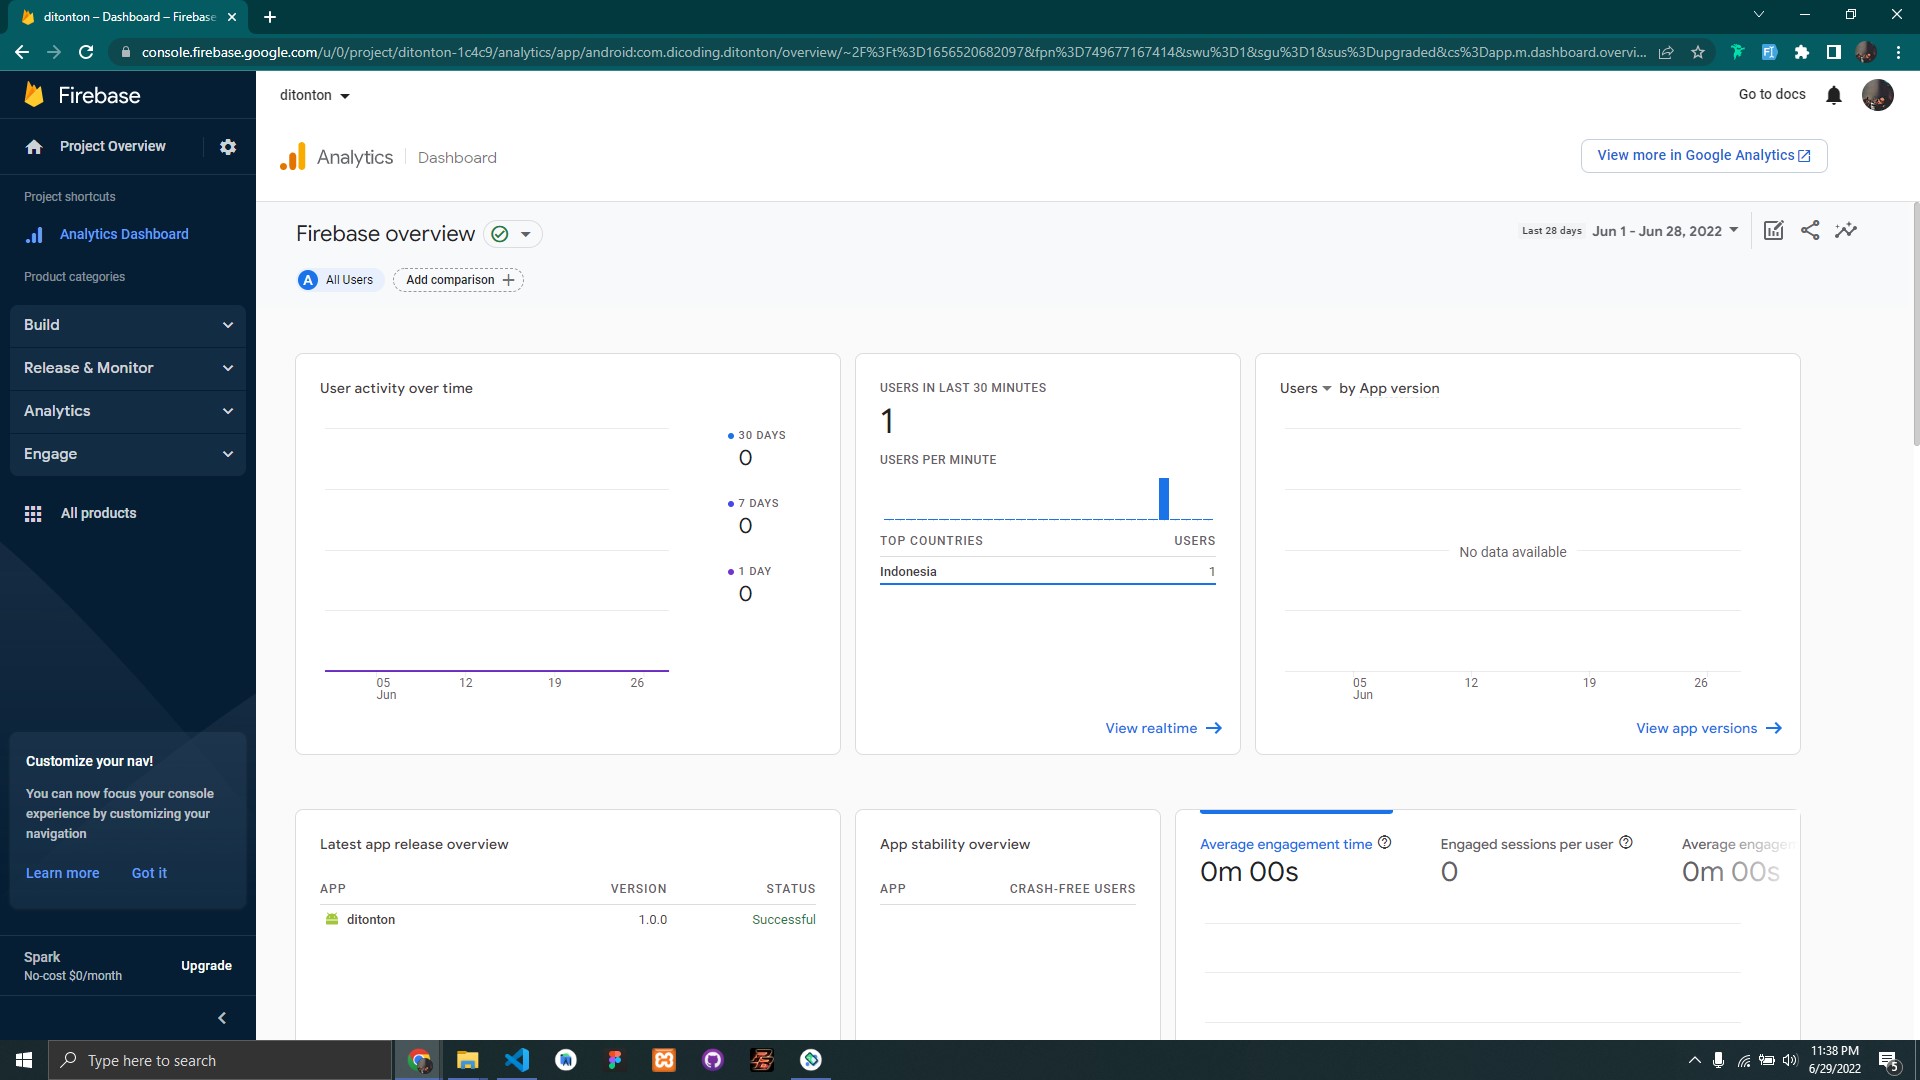 ditonton – Dashboard – Firebase
console.firebase.google.com/u/0/project/ditonton-1c4c9/analytics/app/android:com.dicoding.ditonton/overview/~2F%3Ft%3D1656520682097&fpn%3D749677167414&swu%3D1&sgu%3D1&sus%3Dupgraded&cs%3Dapp.m.dashboard.overvi...
Firebase
ditonton
Go to docs
Project Overview
Analytics
Dashboard
View more in Google Analytics
Project shortcuts
Analytics Dashboard
Product categories
Build
Release & Monitor
Analytics
Engage
All products
Customize your nav!
You can now focus your console
experience by customizing your
navigation
Learn more Got it
Spark
No-cost $0/month
Upgrade
Firebase overview
Last 28 days Jun 1 - Jun 28, 2022
A All Users
Add comparison
User activity over time
30 DAYS
0
7 DAYS
0
1 DAY
0
05
Jun
12
19
26
USERS IN LAST 30 MINUTES
1
USERS PER MINUTE
TOP COUNTRIES USERS
Indonesia 1
View realtime
Users by App version
No data available
05
Jun
12
19
26
View app versions
Latest app release overview
APP VERSION STATUS
ditonton 1.0.0 Successful
App stability overview
APP CRASH-FREE USERS
Average engagement time
0m 00s
Engaged sessions per user
0
Average engagen
0m 00s
Type here to search
11:38 PM
6/29/2022
5